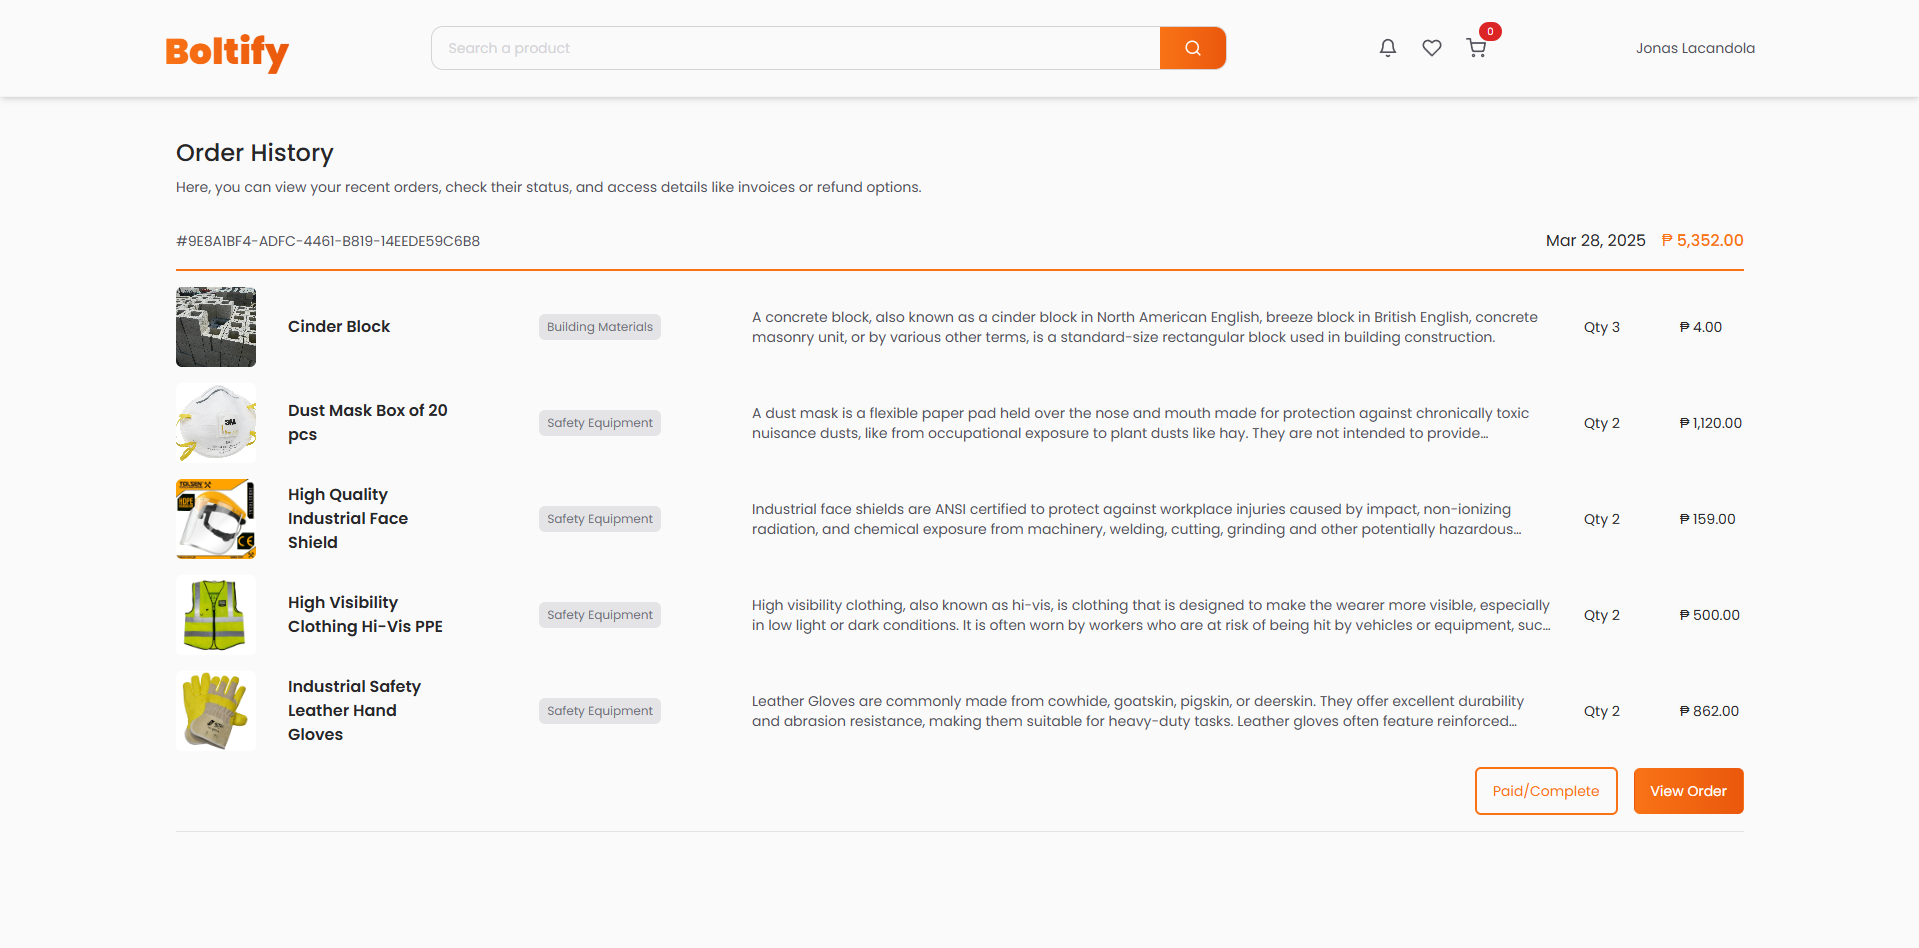 Boltify
Search a product
0
Jonas Lacandola
Order History
Here, you can view your recent orders, check their status, and access details like invoices or refund options.
#9E8A1BF4-ADFC-4461-B819-14EEDE59C6B8
Mar 28, 2025 ₱ 5,352.00
Cinder Block
Building Materials
A concrete block, also known as a cinder block in North American English, breeze block in British English, concrete
masonry unit, or by various other terms, is a standard-size rectangular block used in building construction.
Qty 3
₱ 4.00
3M
Dust Mask Box of 20
pcs
Safety Equipment
A dust mask is a flexible paper pad held over the nose and mouth made for protection against chronically toxic
nuisance dusts, like from occupational exposure to plant dusts like hay. They are not intended to provide…
Qty 2
₱ 1,120.00
TOLSEN
CE
High Quality
Industrial Face
Shield
Safety Equipment
Industrial face shields are ANSI certified to protect against workplace injuries caused by impact, non-ionizing
radiation, and chemical exposure from machinery, welding, cutting, grinding and other potentially hazardous…
Qty 2
₱ 159.00
High Visibility
Clothing Hi-Vis PPE
Safety Equipment
High visibility clothing, also known as hi-vis, is clothing that is designed to make the wearer more visible, especially
in low light or dark conditions. It is often worn by workers who are at risk of being hit by vehicles or equipment, suc…
Qty 2
₱ 500.00
Industrial Safety
Leather Hand
Gloves
Safety Equipment
Leather Gloves are commonly made from cowhide, goatskin, pigskin, or deerskin. They offer excellent durability
and abrasion resistance, making them suitable for heavy-duty tasks. Leather gloves often feature reinforced…
Qty 2
₱ 862.00
Paid/Complete
View Order